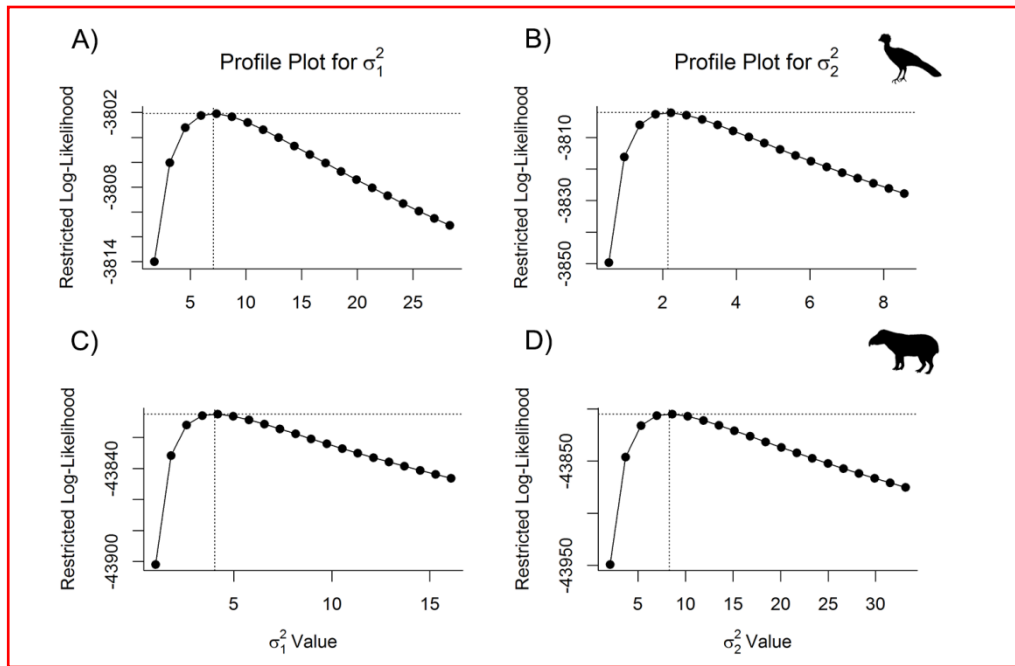 A)
Profile Plot for σ₁²
Restricted Log-Likelihood
-3802
-3808
-3814
5 10 15 20 25
B)
Profile Plot for σ₂²
Restricted Log-Likelihood
-3810
-3830
-3850
2 4 6 8
C)
Restricted Log-Likelihood
-43840
-43900
5 10 15
σ₁² Value
D)
Restricted Log-Likelihood
-43850
-43950
5 10 15 20 25 30
σ₂² Value